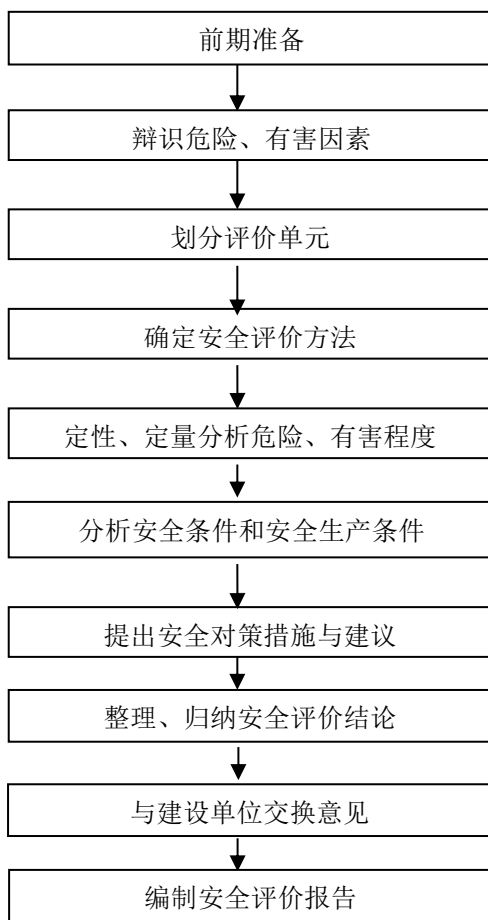 前期准备
辩识危险、有害因素
划分评价单元
确定安全评价方法
定性、定量分析危险、有害程度
分析安全条件和安全生产条件
提出安全对策措施与建议
整理、归纳安全评价结论
与建设单位交换意见
编制安全评价报告